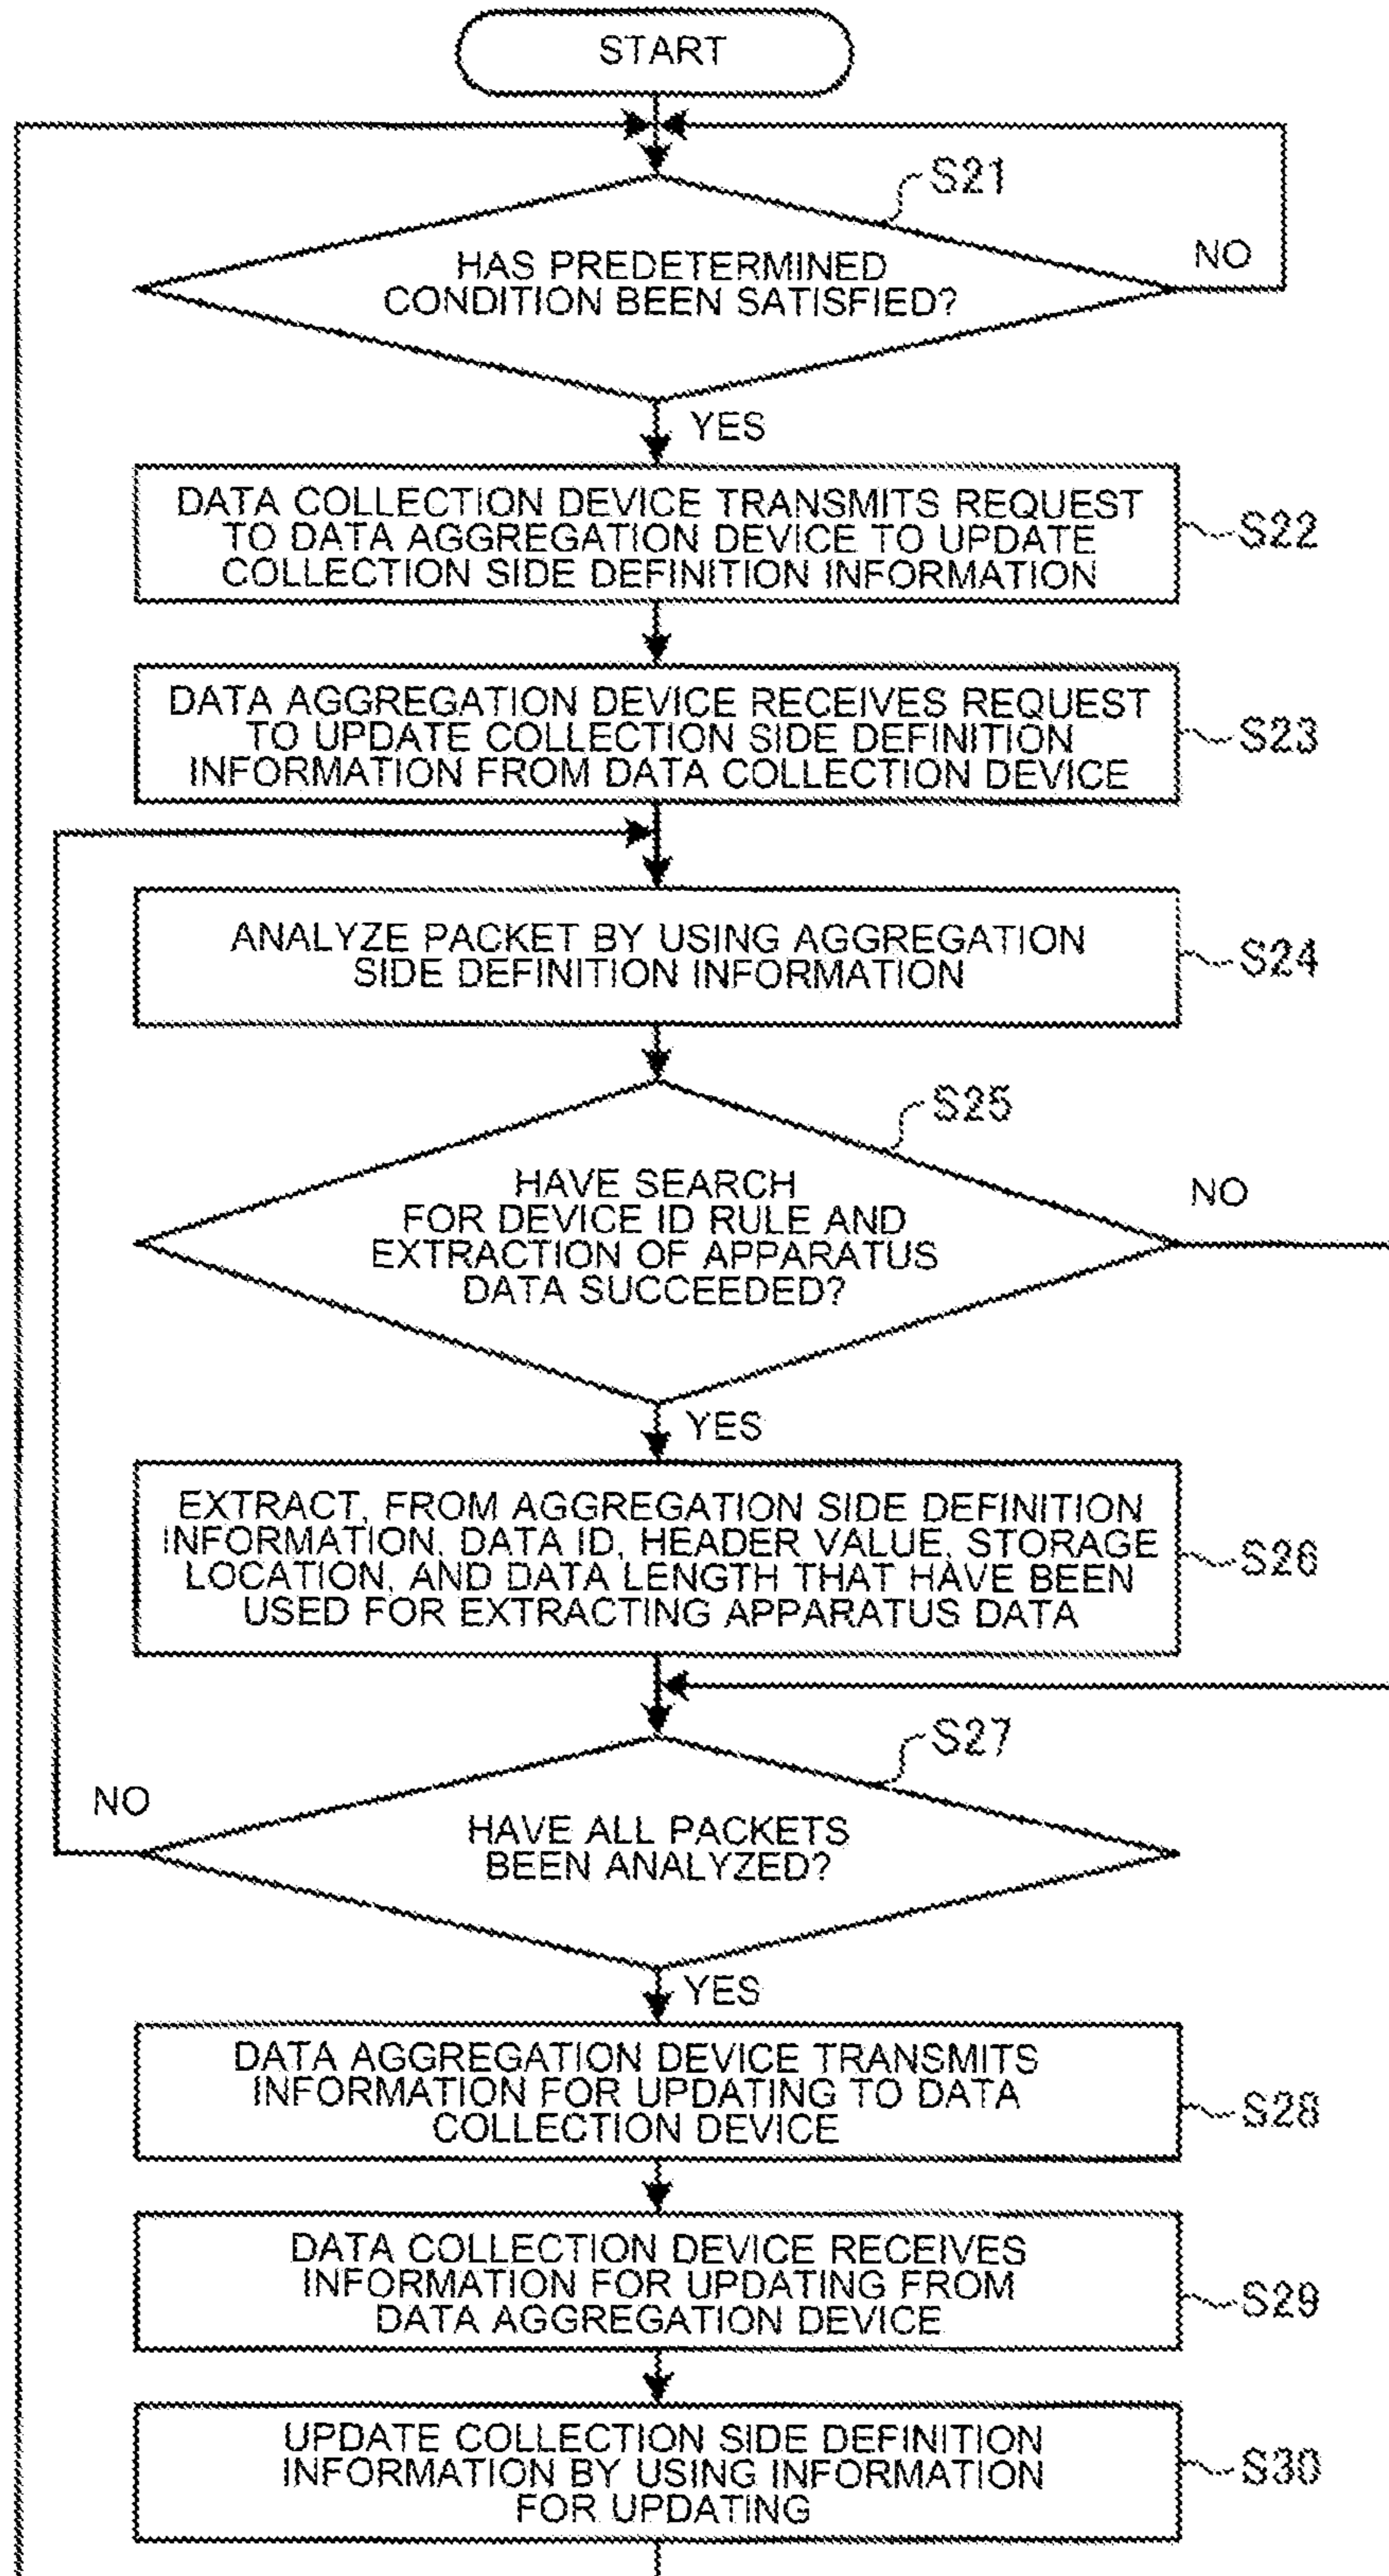 START
S21
HAS PREDETERMINED
CONDITION BEEN SATISFIED?
NO
YES
DATA COLLECTION DEVICE TRANSMITS REQUEST
TO DATA AGGREGATION DEVICE TO UPDATE
COLLECTION SIDE DEFINITION INFORMATION
S22
DATA AGGREGATION DEVICE RECEIVES REQUEST
TO UPDATE COLLECTION SIDE DEFINITION
INFORMATION FROM DATA COLLECTION DEVICE
S23
ANALYZE PACKET BY USING AGGREGATION
SIDE DEFINITION INFORMATION
S24
S25
HAVE SEARCH
FOR DEVICE ID RULE AND
EXTRACTION OF APPARATUS
DATA SUCCEEDED?
NO
YES
EXTRACT, FROM AGGREGATION SIDE DEFINITION
INFORMATION, DATA ID, HEADER VALUE, STORAGE
LOCATION, AND DATA LENGTH THAT HAVE BEEN
USED FOR EXTRACTING APPARATUS DATA
S26
S27
NO
HAVE ALL PACKETS
BEEN ANALYZED?
YES
DATA AGGREGATION DEVICE TRANSMITS
INFORMATION FOR UPDATING TO DATA
COLLECTION DEVICE
S28
DATA COLLECTION DEVICE RECEIVES
INFORMATION FOR UPDATING FROM
DATA AGGREGATION DEVICE
S29
UPDATE COLLECTION SIDE DEFINITION
INFORMATION BY USING INFORMATION
FOR UPDATING
S30